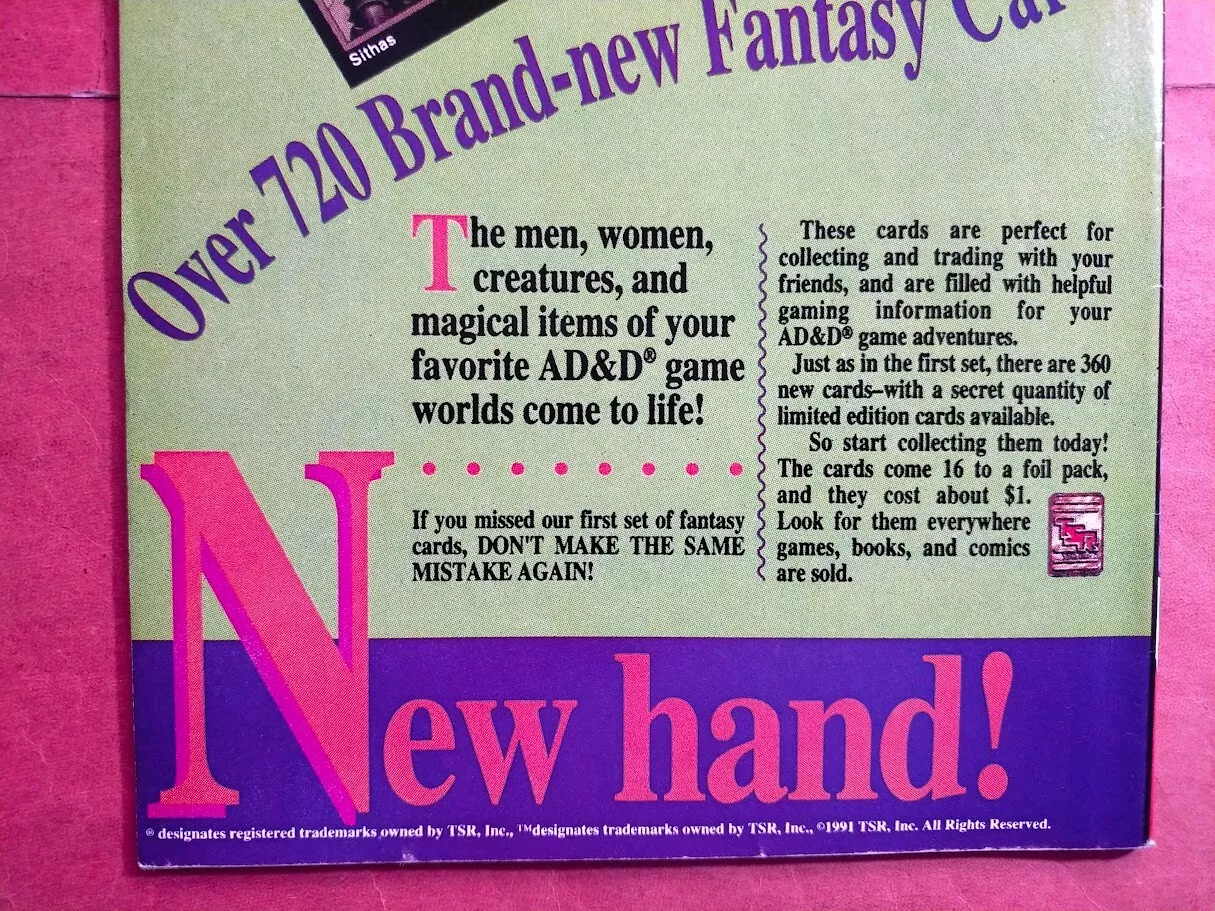 Sithas
Over 720 Brand-new Fantasy
The men, women,
creatures, and
magical items of your
favorite AD&D® game
worlds come to life!
If you missed our first set of fantasy
cards, DON'T MAKE THE SAME
MISTAKE AGAIN!
These cards are perfect for
collecting and trading with your
friends, and are filled with helpful
gaming information for your
AD&D® game adventures.
Just as in the first set, there are 360
new cards–with a secret quantity of
limited edition cards available.
So start collecting them today!
The cards come 16 to a foil pack,
and they cost about $1.
Look for them everywhere
games, books, and comics
are sold.
TSR
New hand!
® designates registered trademarks owned by TSR, Inc., ™designates trademarks owned by TSR, Inc., ©1991 TSR, Inc. All Rights Reserved.